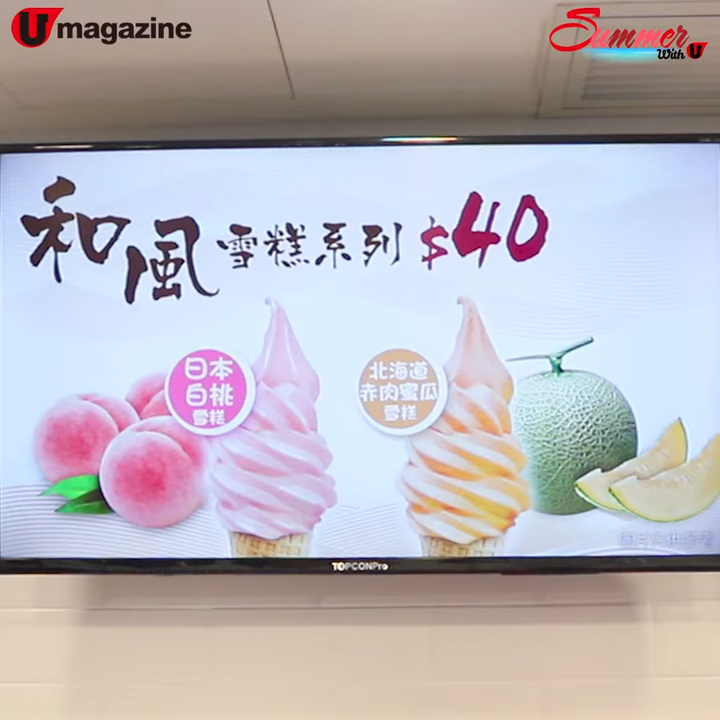 U magazine
Summer
With U
和風雪糕系列 $40
日本
白桃
雪糕
北海道
赤肉蜜瓜
雪糕
TOPCONPro